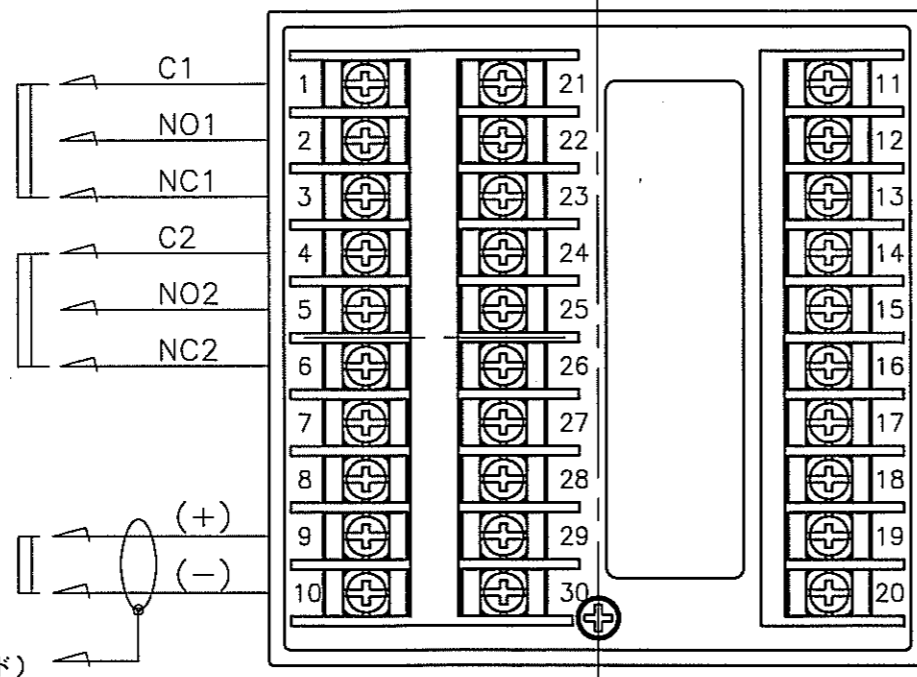 C1 1 21 11
NO1 2 22 12
NC1 3 23 13
C2 4 24 14
NO2 5 25 15
NC2 6 26 16
7 27 17
8 28 18
(+) 9 29 19
(-) 10 30 20
ド)